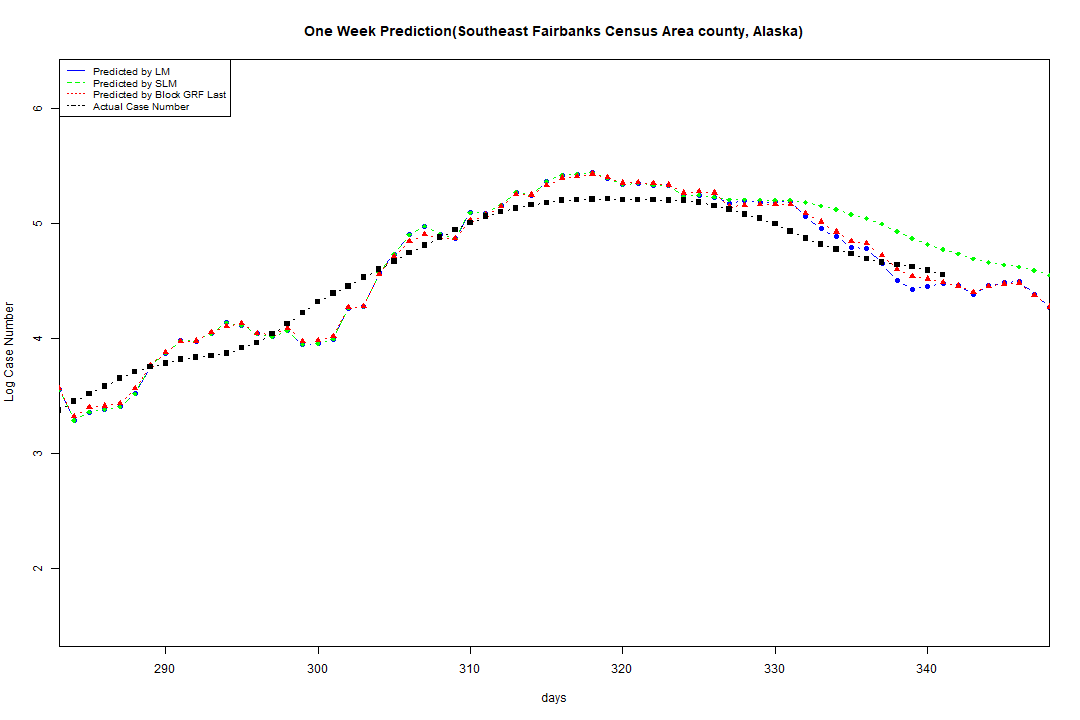 One Week Prediction(Southeast Fairbanks Census Area county, Alaska)
Predicted by LM
Predicted by SLM
Predicted by Block GRF Last
Actual Case Number
6
5
4
3
2
Log Case Number
290 300 310 320 330 340
days